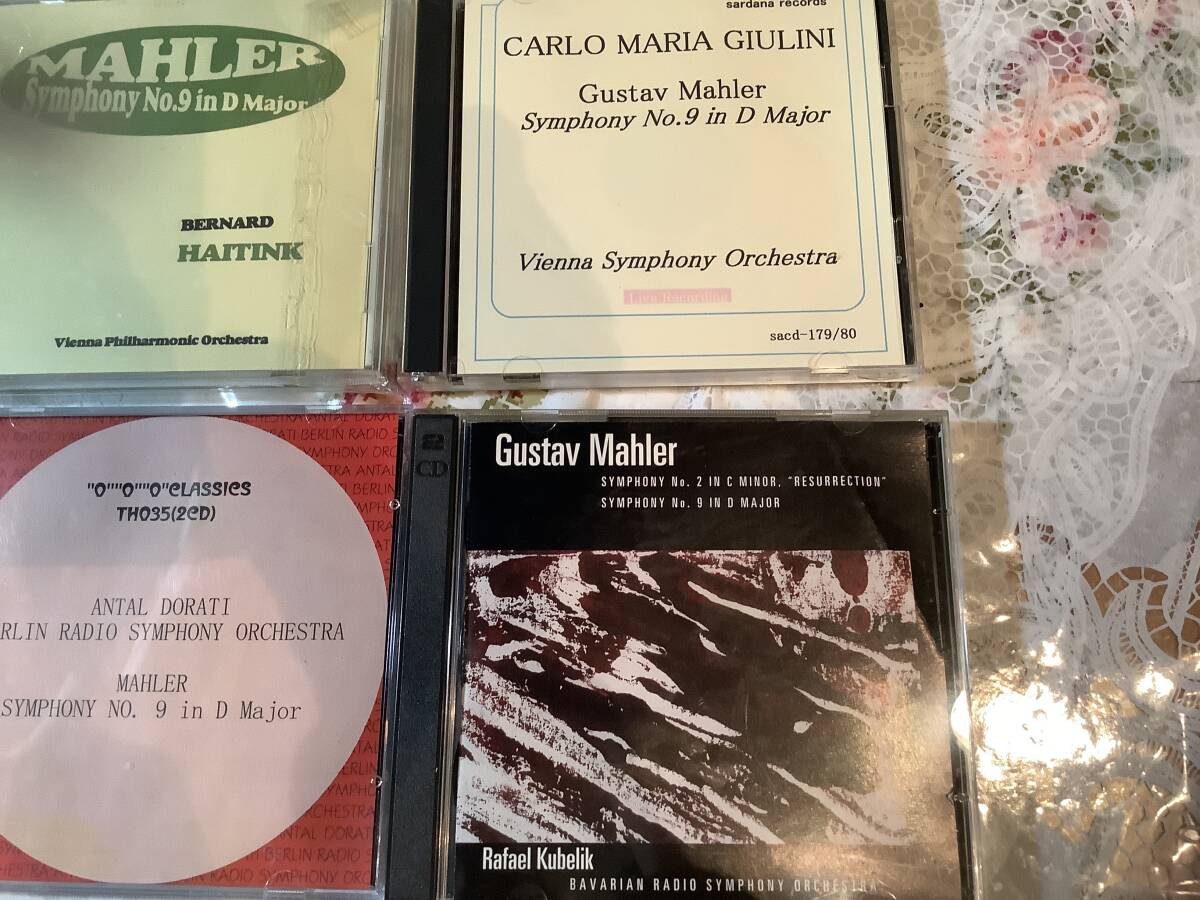 MAHLER
Symphony No.9 in D Major
BERNARD
HAITINK
Vienna Philharmonic Orchestra
sardana records
CARLO MARIA GIULINI
Gustav Mahler
Symphony No.9 in D Major
Vienna Symphony Orchestra
Live Recording
sacd-179/80
"O""O""O"CLASSICS
TH035(2CD)
ANTAL DORATI
RLIN RADIO SYMPHONY ORCHESTRA
MAHLER
SYMPHONY NO. 9 in D Major
2
CD
Gustav Mahler
SYMPHONY No. 2 IN C MINOR, "RESURRECTION"
SYMPHONY No. 9 IN D MAJOR
Rafael Kubelik
BAVARIAN RADIO SYMPHONY ORCHESTRA